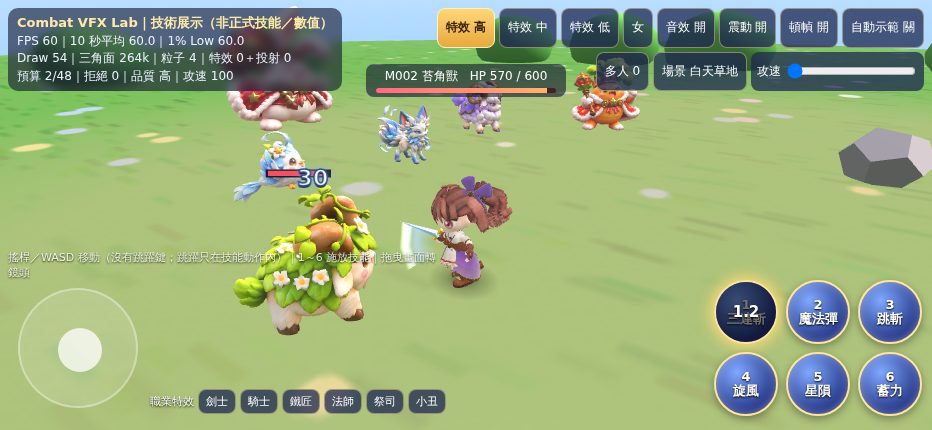 Combat VFX Lab｜技術展示（非正式技能／數值）
FPS 60｜10 秒平均 60.0｜1% Low 60.0
Draw 54｜三角面 264k｜粒子 4｜特效 0＋投射 0
預算 2/48｜拒絕 0｜品質 高｜攻速 100
特效 高
特效 中
特效 低
女
音效 開
震動 開
頓幀 開
自動示範 關
M002 苔角獸 HP 570 / 600
多人 0
場景 白天草地
攻速
30
搖桿／WASD 移動（沒有跳躍鍵；跳躍只在技能動作內）｜1~6 施放技能｜拖曳畫面轉
鏡頭
1
1.2
三連斬
2
魔法彈
3
跳斬
4
旋風
5
星隕
6
蓄力
職業特效
劍士
騎士
鐵匠
法師
祭司
小丑